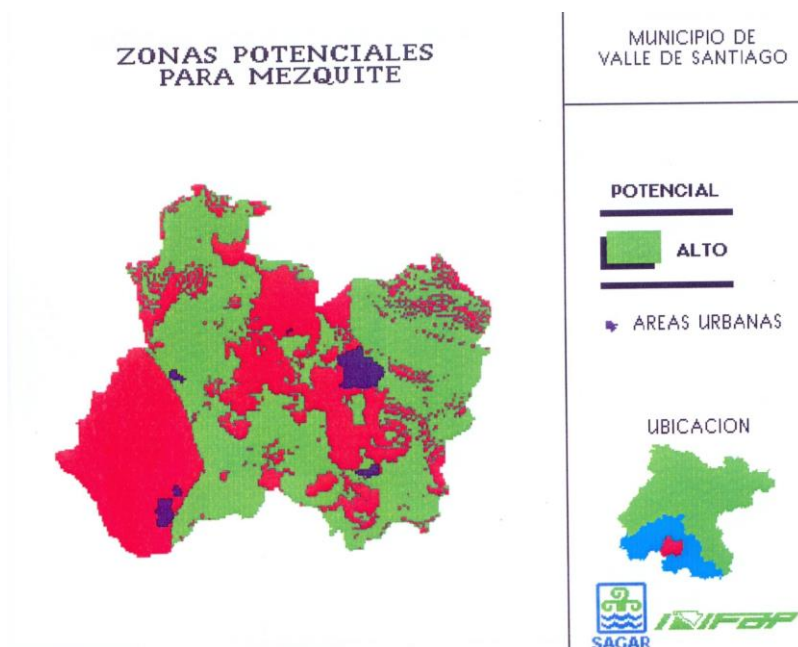 ZONAS POTENCIALES
PARA MEZQUITE
MUNICIPIO DE
VALLE DE SANTIAGO
POTENCIAL
ALTO
AREAS URBANAS
UBICACION
SAGAR
INIFAP